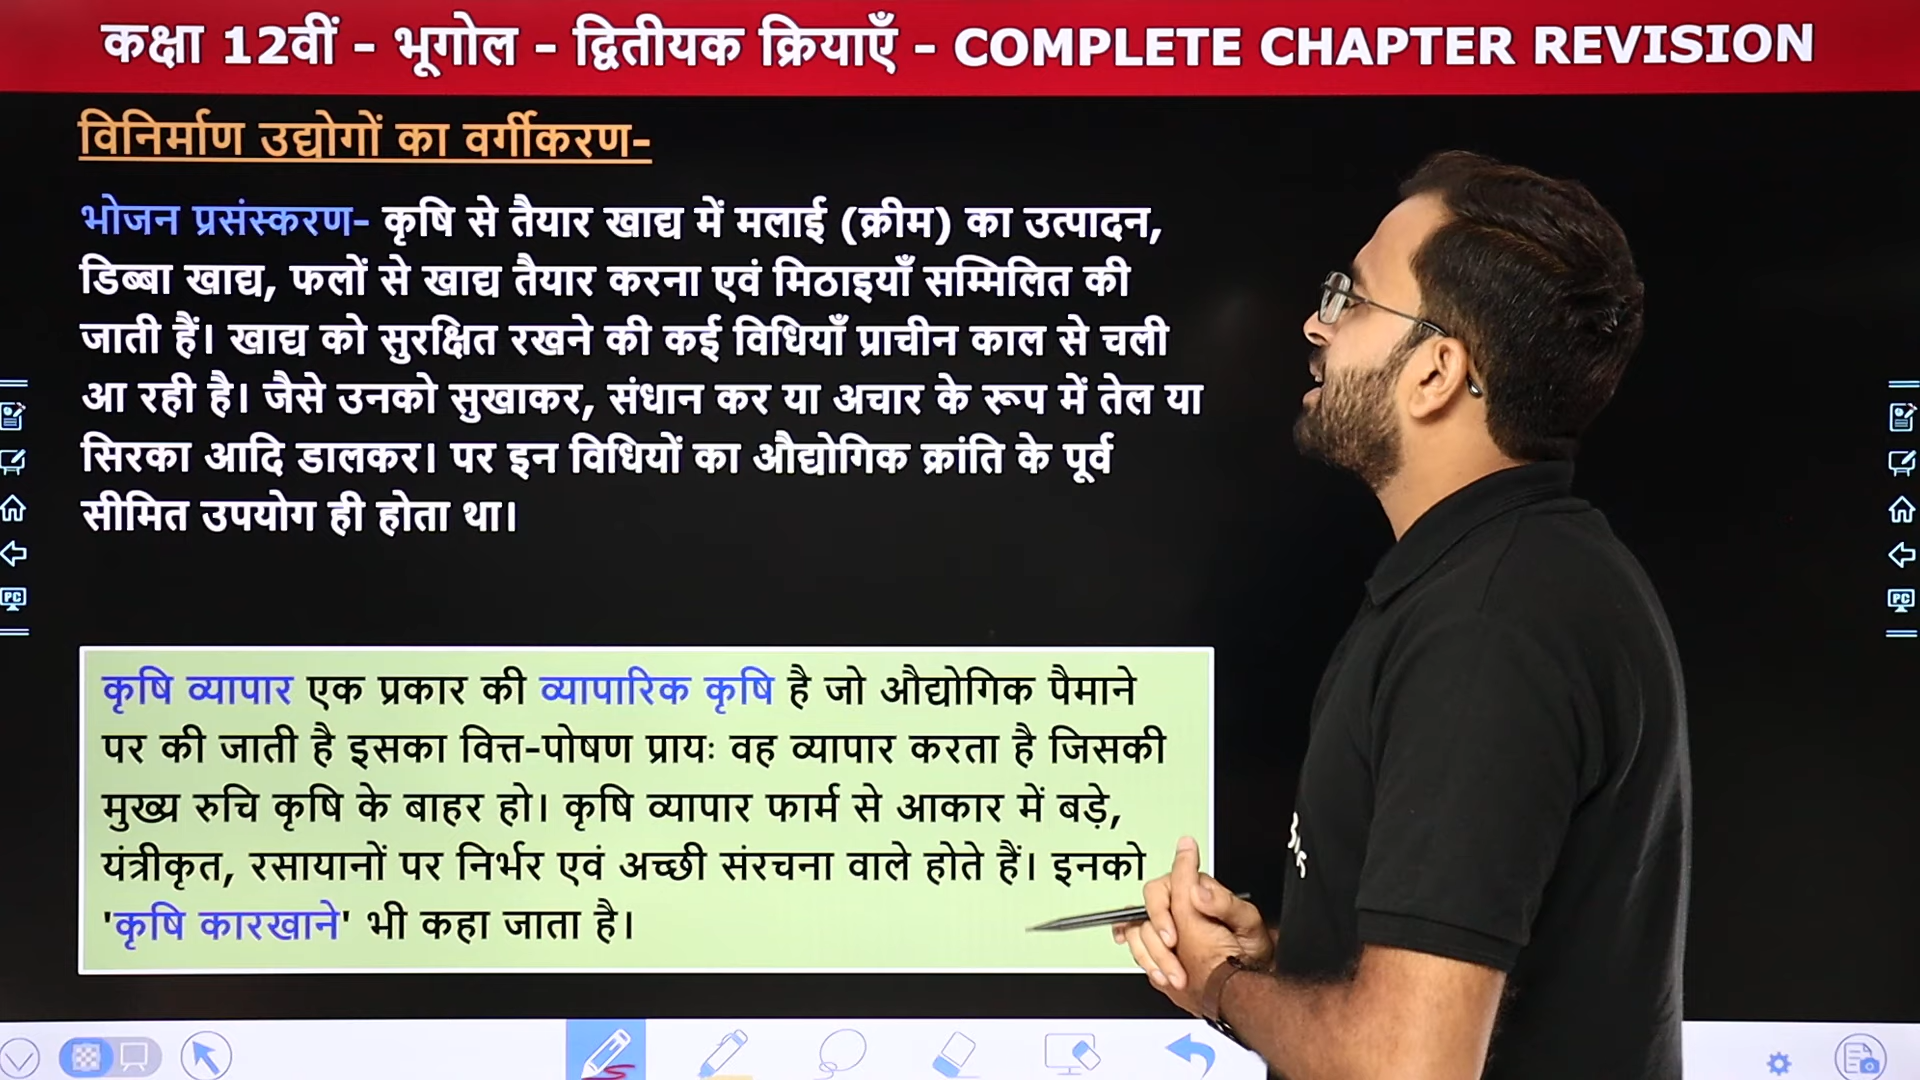 कक्षा 12वीं - भूगोल - द्वितीयक क्रियाएँ - COMPLETE CHAPTER REVISION
विनिर्माण उद्योगों का वर्गीकरण-
भोजन प्रसंस्करण- कृषि से तैयार खाद्य में मलाई (क्रीम) का उत्पादन,
डिब्बा खाद्य, फलों से खाद्य तैयार करना एवं मिठाइयाँ सम्मिलित की
जाती हैं। खाद्य को सुरक्षित रखने की कई विधियाँ प्राचीन काल से चली
आ रही है। जैसे उनको सुखाकर, संधान कर या अचार के रूप में तेल या
सिरका आदि डालकर। पर इन विधियों का औद्योगिक क्रांति के पूर्व
सीमित उपयोग ही होता था।
कृषि व्यापार एक प्रकार की व्यापारिक कृषि है जो औद्योगिक पैमाने
पर की जाती है इसका वित्त-पोषण प्रायः वह व्यापार करता है जिसकी
मुख्य रुचि कृषि के बाहर हो। कृषि व्यापार फार्म से आकार में बड़े,
यंत्रीकृत, रसायानों पर निर्भर एवं अच्छी संरचना वाले होते हैं। इनको
'कृषि कारखाने' भी कहा जाता है।
PC
PC